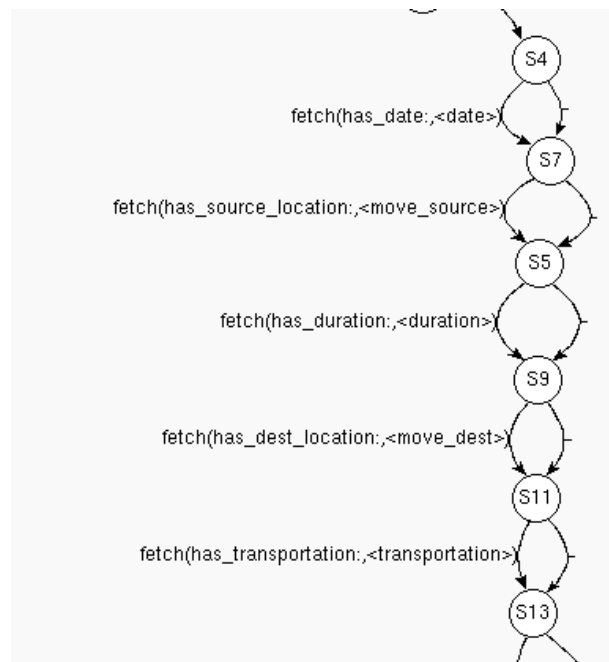 S4
fetch(has_date:,<date>)
S7
fetch(has_source_location:,<move_source>)
S5
fetch(has_duration:,<duration>)
S9
fetch(has_dest_location:,<move_dest>)
S11
fetch(has_transportation:,<transportation>)
S13